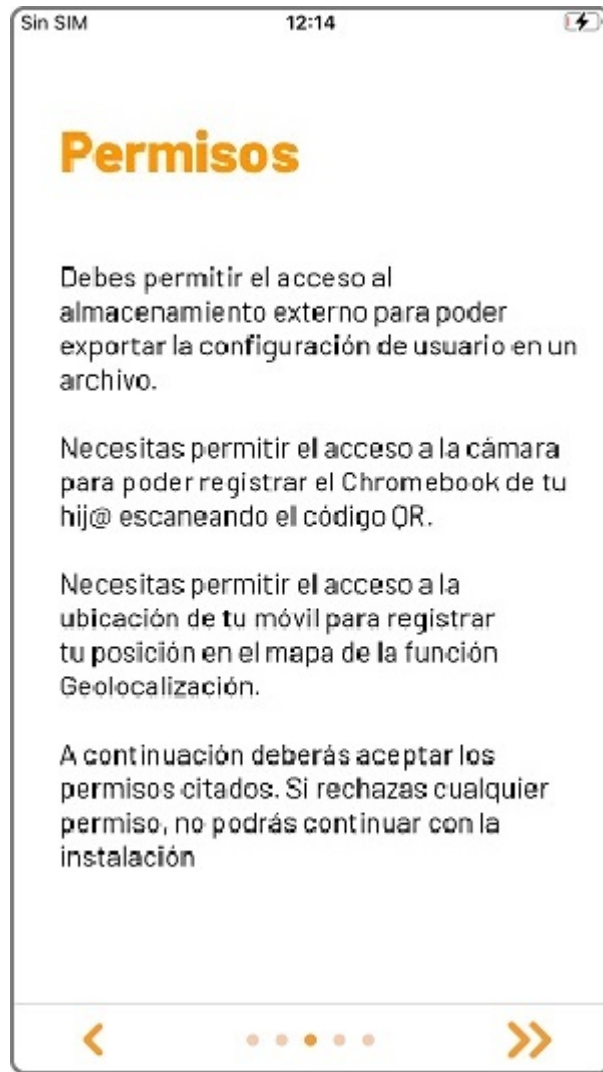 Sin SIM 12:14
Permisos
Debes permitir el acceso al
almacenamiento externo para poder
exportar la configuración de usuario en un
archivo.
Necesitas permitir el acceso a la cámara
para poder registrar el Chromebook de tu
hij@ escaneando el código QR.
Necesitas permitir el acceso a la
ubicación de tu móvil para registrar
tu posición en el mapa de la función
Geolocalización.
A continuación deberás aceptar los
permisos citados. Si rechazas cualquier
permiso, no podrás continuar con la
instalación